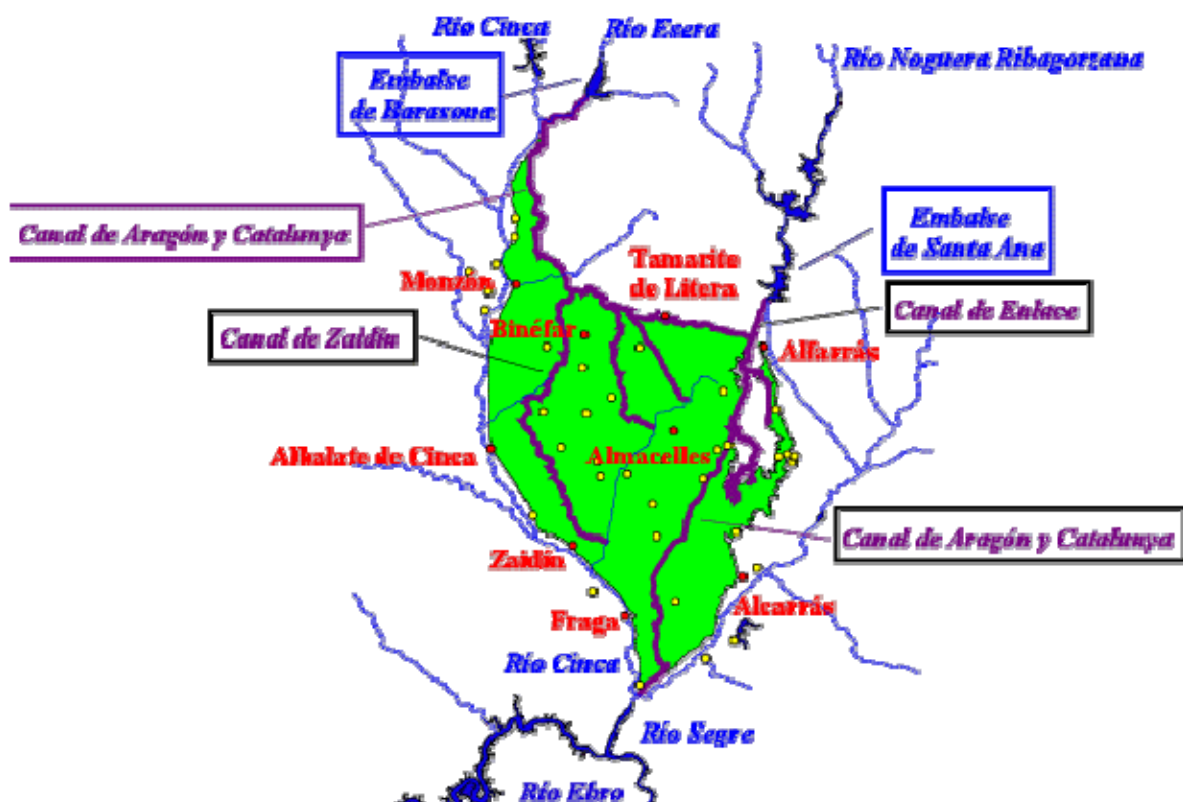 Río Cinca
Río Esera
Río Noguera Ribagorzana
Embalse
de Barasona
Canal de Aragón y Catalunya
Embalse
de Santa Ana
Tamarite
de Litera
Monzón
Canal de Enlace
Binéfar
Canal de Zaidín
Alfarrás
Albalate de Cinca
Almacelles
Canal de Aragón y Catalunya
Zaidín
Alcarrás
Fraga
Río Cinca
Río Segre
Río Ebro